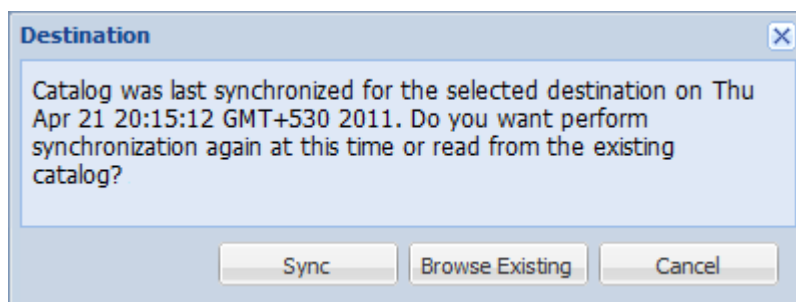 Destination
Catalog was last synchronized for the selected destination on Thu
Apr 21 20:15:12 GMT+530 2011. Do you want perform
synchronization again at this time or read from the existing
catalog?
Sync Browse Existing Cancel